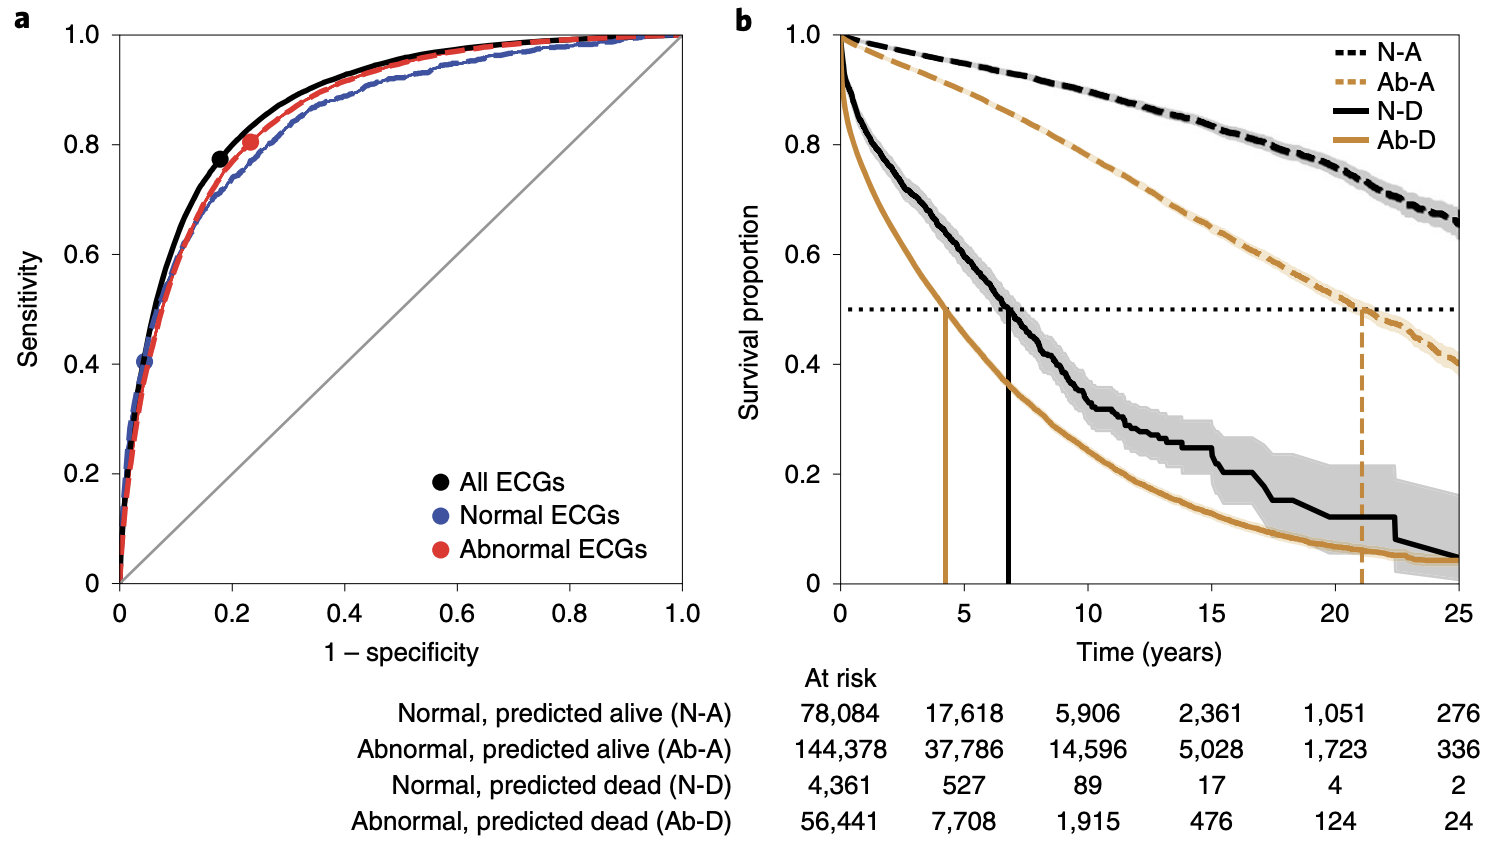 a
1.0
0.8
0.6
0.4
0.2
0
Sensitivity
0 0.2 0.4 0.6 0.8 1.0
1 – specificity
All ECGs
Normal ECGs
Abnormal ECGs
b
1.0
0.8
0.6
0.4
0.2
0
Survival proportion
N-A
Ab-A
N-D
Ab-D
0 5 10 15 20 25
Time (years)
At risk
Normal, predicted alive (N-A) 78,084 17,618 5,906 2,361 1,051 276
Abnormal, predicted alive (Ab-A) 144,378 37,786 14,596 5,028 1,723 336
Normal, predicted dead (N-D) 4,361 527 89 17 4 2
Abnormal, predicted dead (Ab-D) 56,441 7,708 1,915 476 124 24